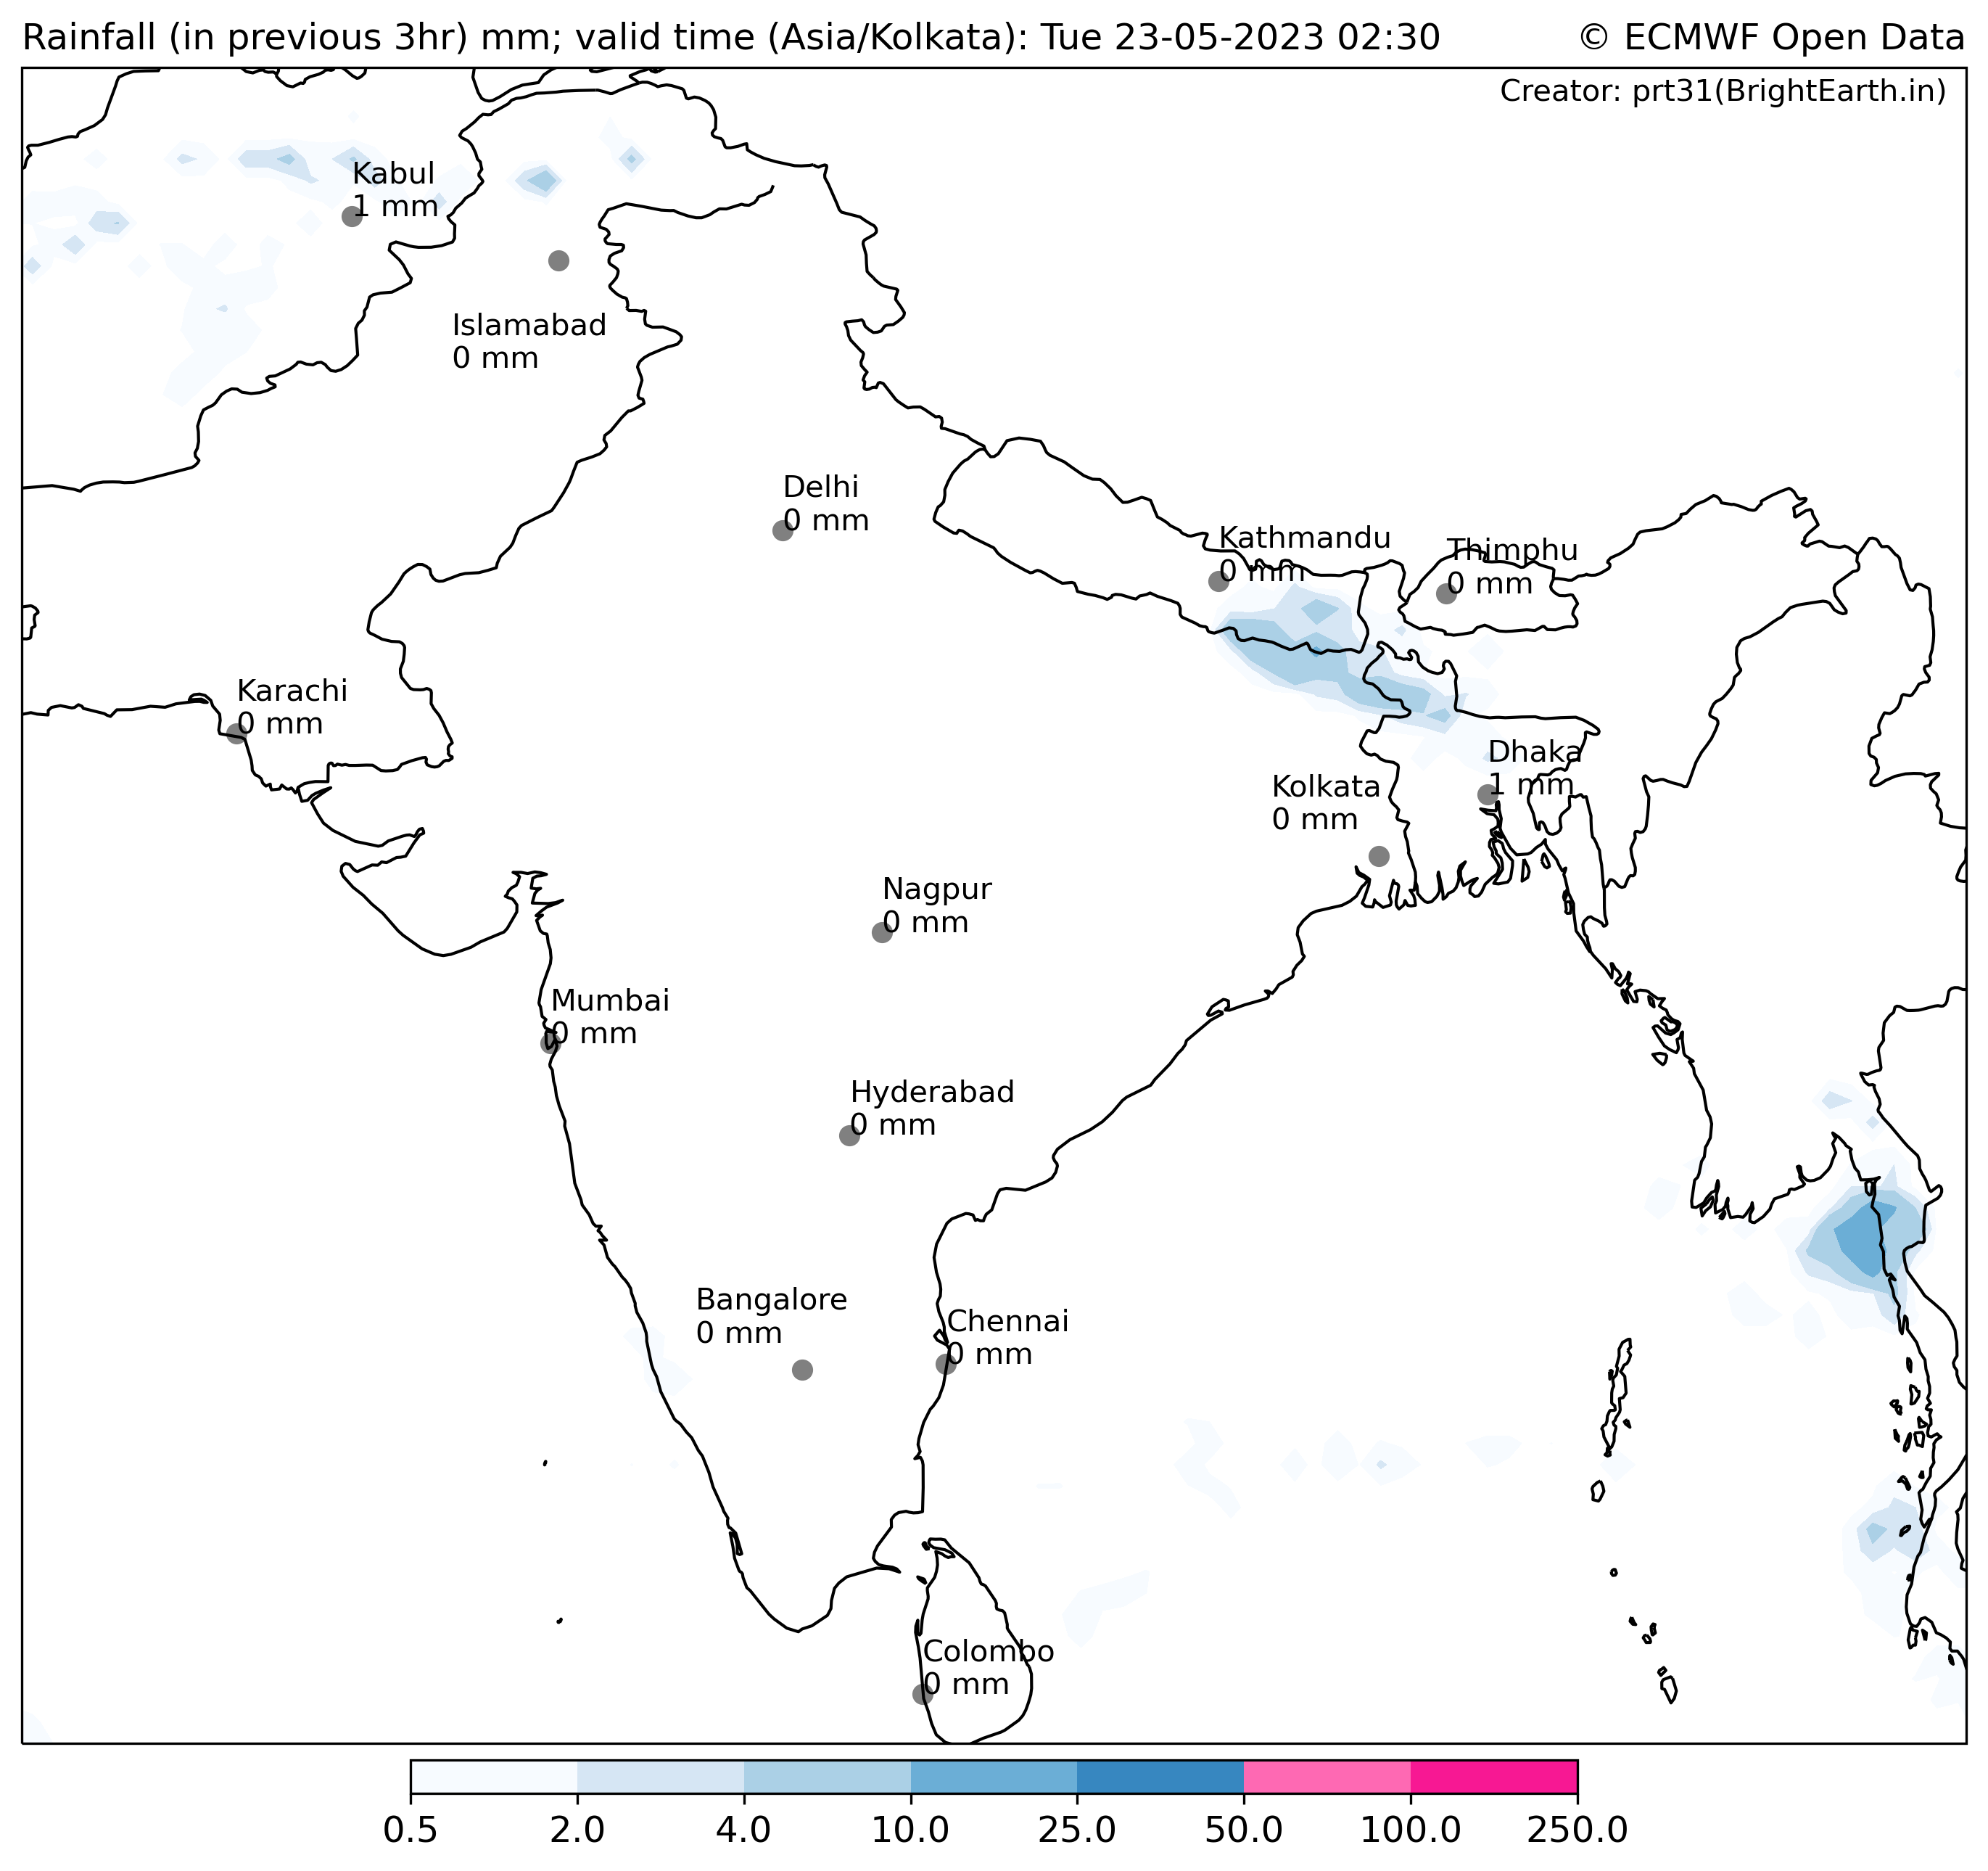 Rainfall (in previous 3hr) mm; valid time (Asia/Kolkata): Tue 23-05-2023 02:30
© ECMWF Open Data
Creator: prt31(BrightEarth.in)
Kabul
1 mm
Islamabad
0 mm
Delhi
0 mm
Kathmandu
0 mm
Thimphu
0 mm
Karachi
0 mm
Dhaka
1 mm
Kolkata
0 mm
Nagpur
0 mm
Mumbai
0 mm
Hyderabad
0 mm
Bangalore
0 mm
Chennai
0 mm
Colombo
0 mm
0.5 2.0 4.0 10.0 25.0 50.0 100.0 250.0